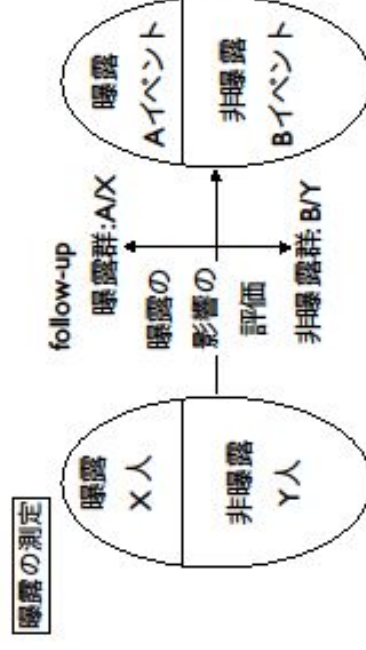 曝露の測定
曝露
X人
非曝露
Y人
follow-up
曝露群:A/X
曝露の
影響の
評価
非曝露群: B/Y
曝露
Aイベント
非曝露
Bイベント